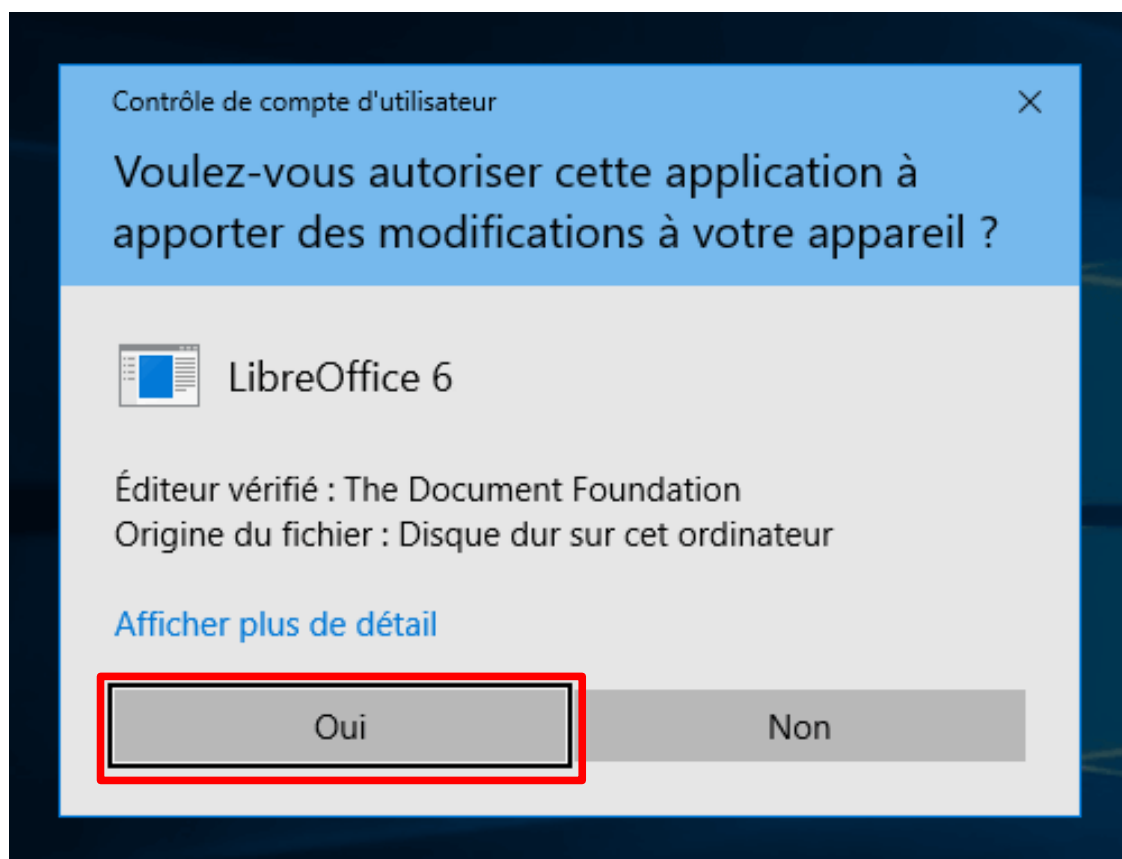 Contrôle de compte d'utilisateur
Voulez-vous autoriser cette application à
apporter des modifications à votre appareil ?
LibreOffice 6
Éditeur vérifié : The Document Foundation
Origine du fichier : Disque dur sur cet ordinateur
Afficher plus de détail
Oui
Non